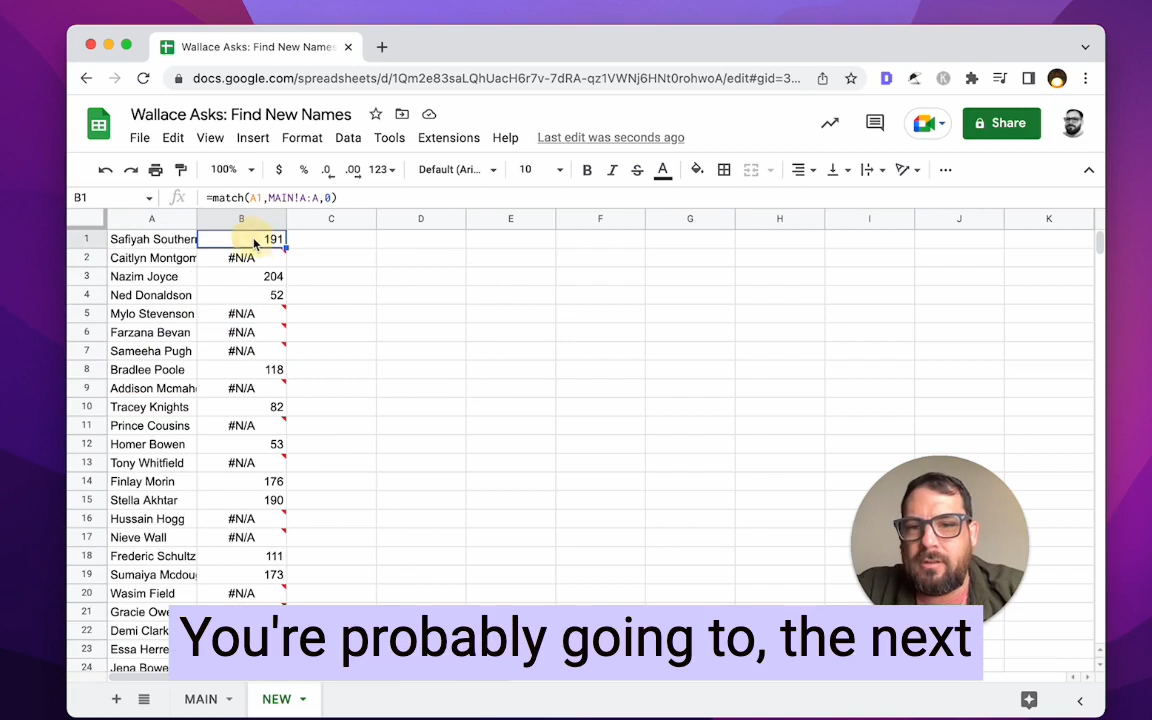 Wallace Asks: Find New Names
docs.google.com/spreadsheets/d/1Qm2e83saLQhUacH6r7v-7dRA-qz1VWNj6HNt0rohwoA/edit#gid=3...
Wallace Asks: Find New Names
File Edit View Insert Format Data Tools Extensions Help Last edit was seconds ago
Share
100% $ % .0 .00 123 Default (Ari... 10 B I S A
B1 fx =match(A1,MAIN!A:A,0)
A B C D E F G H I J K
1 Safiyah Southern 191
2 Caitlyn Montgom #N/A
3 Nazim Joyce 204
4 Ned Donaldson 52
5 Mylo Stevenson #N/A
6 Farzana Bevan #N/A
7 Sameeha Pugh #N/A
8 Bradlee Poole 118
9 Addison Mcmah #N/A
10 Tracey Knights 82
11 Prince Cousins #N/A
12 Homer Bowen 53
13 Tony Whitfield #N/A
14 Finlay Morin 176
15 Stella Akhtar 190
16 Hussain Hogg #N/A
17 Nieve Wall #N/A
18 Frederic Schultz 111
19 Sumaiya Mcdou 173
20 Wasim Field #N/A
21 Gracie Owe
22 Demi Clark
23 Essa Herre
24 Jena Bowe
You're probably going to, the next
MAIN NEW